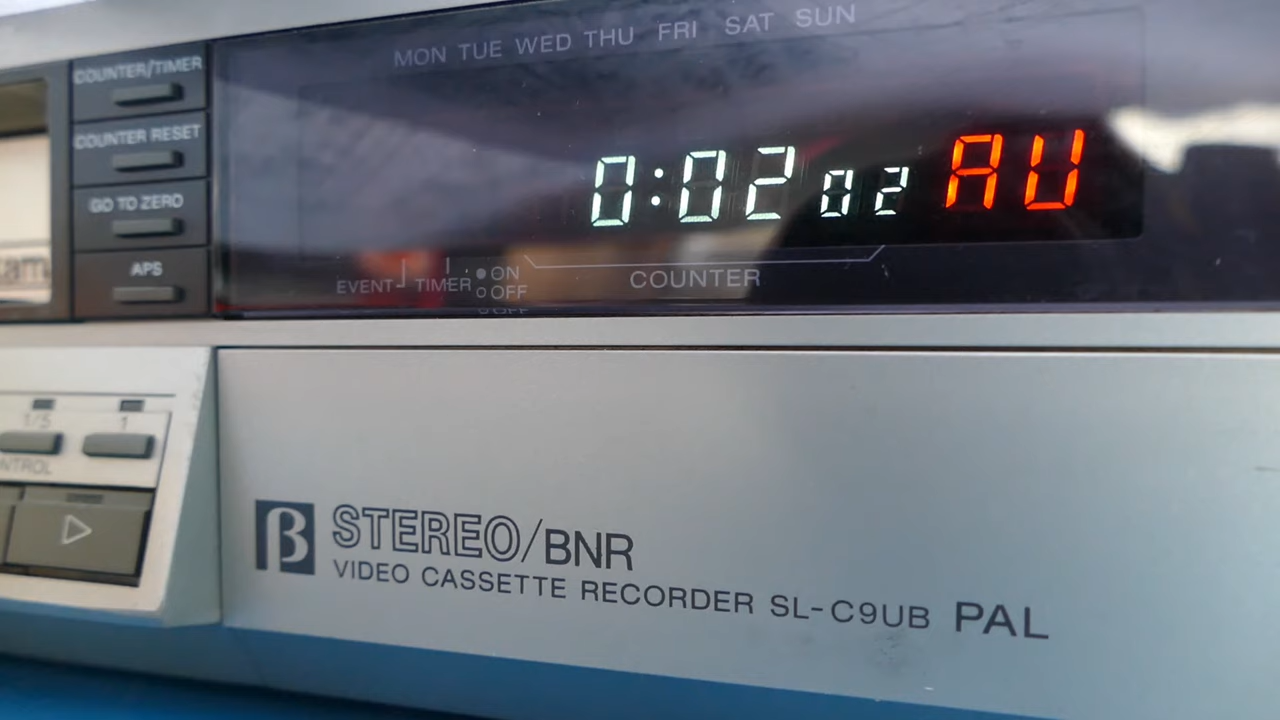 MON TUE WED THU FRI SAT SUN
COUNTER/TIMER
COUNTER RESET
GO TO ZERO
APS
0:02 02 AU
EVENT TIMER ON
OFF
COUNTER
1/5 1
β STEREO/BNR
VIDEO CASSETTE RECORDER SL-C9UB PAL